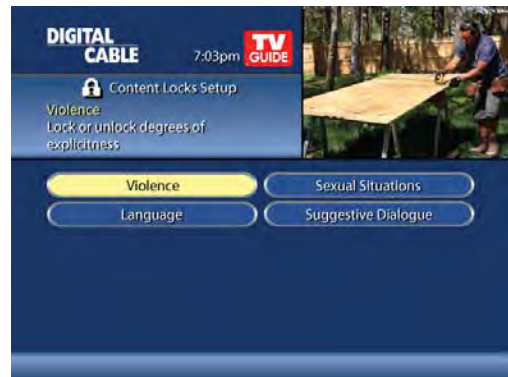 DIGITAL
CABLE
7:03pm
TV
GUIDE
Content Locks Setup
Violence
Lock or unlock degrees of
explicitness
Violence
Sexual Situations
Language
Suggestive Dialogue